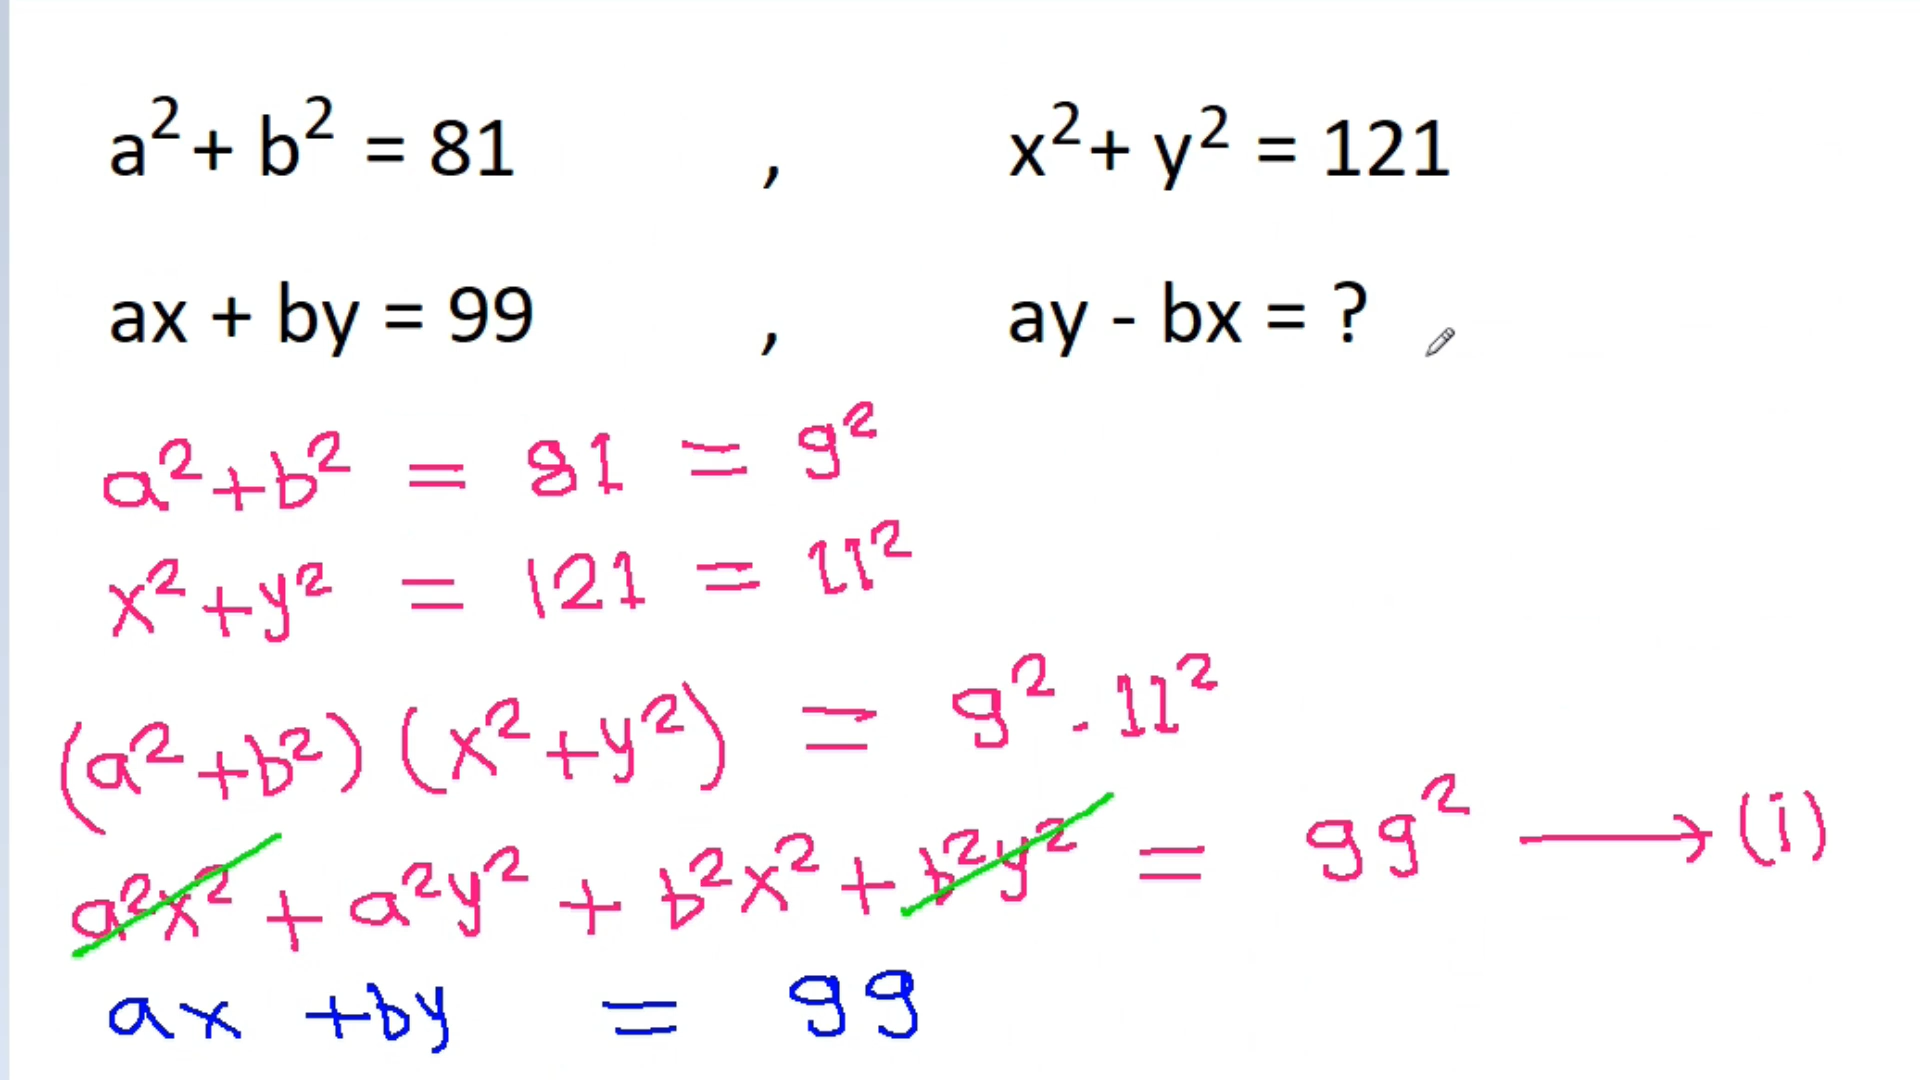 a² + b² = 81 , x² + y² = 121
ax + by = 99 , ay - bx = ?
a² + b² = 81 = 9²
x² + y² = 121 = 11²
(a² + b²) (x² + y²) = 9² . 11²
a²x² + a²y² + b²x² + b²y² = 99² → (i)
ax + by = 99